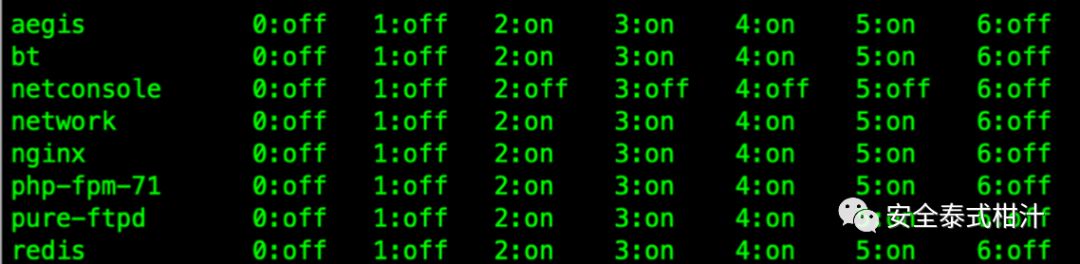 aegis 0:off 1:off 2:on 3:on 4:on 5:on 6:off
bt 0:off 1:off 2:on 3:on 4:on 5:on 6:off
netconsole 0:off 1:off 2:off 3:off 4:off 5:off 6:off
network 0:off 1:off 2:on 3:on 4:on 5:on 6:off
nginx 0:off 1:off 2:on 3:on 4:on 5:on 6:off
php-fpm-71 0:off 1:off 2:on 3:on 4:on 5:on 6:off
pure-ftpd 0:off 1:off 2:on 3:on 4:on
安全泰式柑汁
redis 0:off 1:off 2:on 3:on 4:on 5:on 6:off